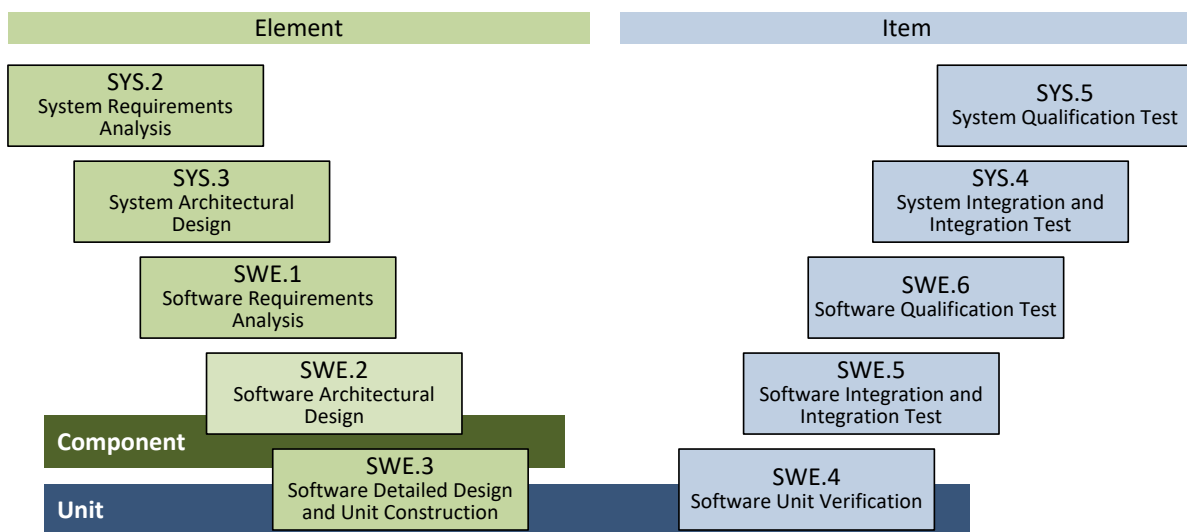 Element
Item
SYS.2
System Requirements
Analysis
SYS.5
System Qualification Test
SYS.3
System Architectural
Design
SYS.4
System Integration and
Integration Test
SWE.1
Software Requirements
Analysis
SWE.6
Software Qualification Test
SWE.2
Software Architectural
Design
SWE.5
Software Integration and
Integration Test
Component
SWE.3
Software Detailed Design
and Unit Construction
SWE.4
Software Unit Verification
Unit